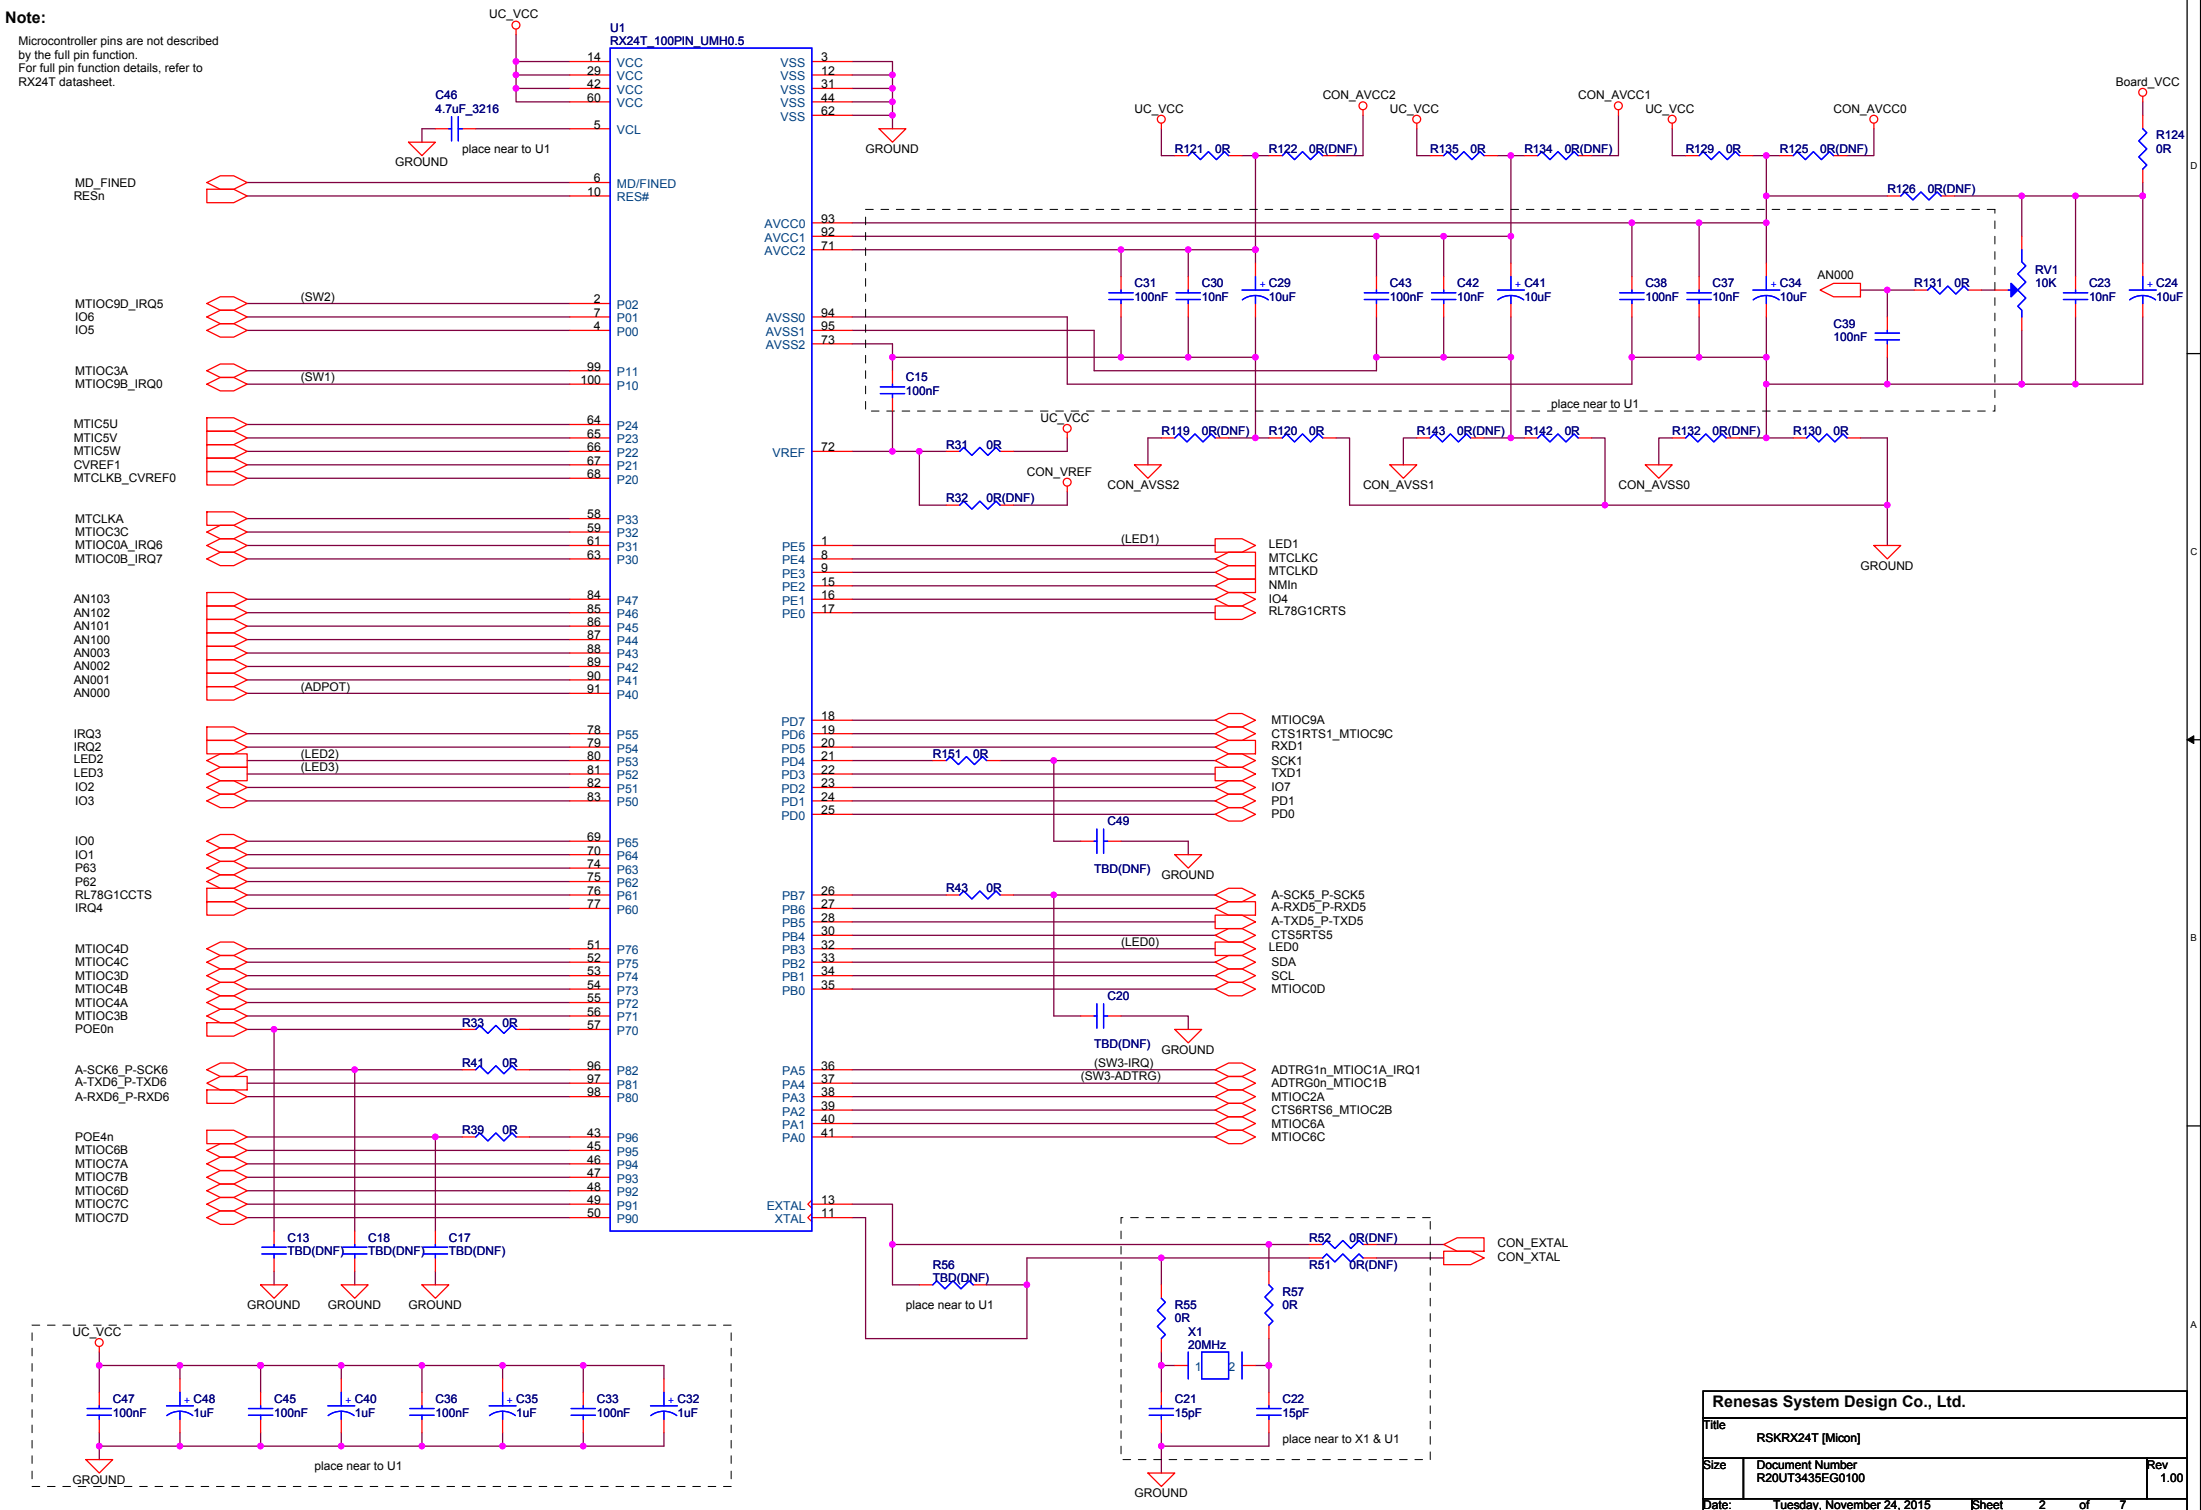 Note:
Microcontroller pins are not described
by the full pin function.
For full pin function details, refer to
RX24T datasheet.
UC_VCC
U1
RX24T_100PIN_UMH0.5
14 VCC
29 VCC
42 VCC
60 VCC
C46
4.7uF_3216
5 VCL
GROUND
place near to U1
VSS 3
VSS 12
VSS 31
VSS 44
VSS 62
GROUND
MD_FINED 6 MD/FINED
RESn 10 RES#
AVCC0 93
AVCC1 92
AVCC2 71
AVSS0 94
AVSS1 95
AVSS2 73
VREF 72
MTIOC9D_IRQ5 (SW2) 2 P02
IO6 7 P01
IO5 4 P00
MTIOC3A 99 P11
MTIOC9B_IRQ0 (SW1) 100 P10
MTIC5U 64 P24
MTIC5V 65 P23
MTIC5W 66 P22
CVREF1 67 P21
MTCLKB_CVREF0 68 P20
MTCLKA 58 P33
MTIOC3C 59 P32
MTIOC0A_IRQ6 61 P31
MTIOC0B_IRQ7 63 P30
AN103 84 P47
AN102 85 P46
AN101 86 P45
AN100 87 P44
AN003 88 P43
AN002 89 P42
AN001 90 P41
AN000 (ADPOT) 91 P40
IRQ3 78 P55
IRQ2 79 P54
LED2 (LED2) 80 P53
LED3 (LED3) 81 P52
IO2 82 P51
IO3 83 P50
IO0 69 P65
IO1 70 P64
P63 74 P63
P62 75 P62
RL78G1CCTS 76 P61
IRQ4 77 P60
MTIOC4D 51 P76
MTIOC4C 52 P75
MTIOC3D 53 P74
MTIOC4B 54 P73
MTIOC4A 55 P72
MTIOC3B 56 P71
POE0n R33 0R 57 P70
A-SCK6_P-SCK6 R41 0R 96 P82
A-TXD6_P-TXD6 97 P81
A-RXD6_P-RXD6 98 P80
POE4n R39 0R 43 P96
MTIOC6B 45 P95
MTIOC7A 46 P94
MTIOC7B 47 P93
MTIOC6D 48 P92
MTIOC7C 49 P91
MTIOC7D 50 P90
C13 TBD(DNF)
C18 TBD(DNF)
C17 TBD(DNF)
GROUND
GROUND
GROUND
UC_VCC
R121 0R
R122 0R(DNF)
CON_AVCC2
UC_VCC
R135 0R
R134 0R(DNF)
CON_AVCC1
UC_VCC
R129 0R
R125 0R(DNF)
CON_AVCC0
Board_VCC
R124
0R
R126 0R(DNF)
C31
100nF
C30
10nF
+ C29
10uF
C43
100nF
C42
10nF
+ C41
10uF
C38
100nF
C37
10nF
+ C34
10uF
AN000
R131 0R
C39
100nF
RV1
10K
C23
10nF
+ C24
10uF
C15
100nF
place near to U1
R31 0R
UC_VCC
R32 0R(DNF)
CON_VREF
R119 0R(DNF)
R120 0R
CON_AVSS2
R143 0R(DNF)
R142 0R
CON_AVSS1
R132 0R(DNF)
R130 0R
CON_AVSS0
GROUND
PE5 1 (LED1) LED1
PE4 8 MTCLKC
PE3 9 MTCLKD
PE2 15 NMIn
PE1 16 IO4
PE0 17 RL78G1CRTS
PD7 18 MTIOC9A
PD6 19 CTS1RTS1_MTIOC9C
PD5 20 RXD1
PD4 21 R151 0R SCK1
PD3 22 TXD1
PD2 23 IO7
PD1 24 PD1
PD0 25 PD0
C49
TBD(DNF)
GROUND
PB7 26 R43 0R A-SCK5_P-SCK5
PB6 27 A-RXD5_P-RXD5
PB5 28 A-TXD5_P-TXD5
PB4 30 CTS5RTS5
PB3 32 (LED0) LED0
PB2 33 SDA
PB1 34 SCL
PB0 35 MTIOC0D
C20
TBD(DNF)
GROUND
PA5 36 (SW3-IRQ) ADTRG1n_MTIOC1A_IRQ1
PA4 37 (SW3-ADTRG) ADTRG0n_MTIOC1B
PA3 38 MTIOC2A
PA2 39 CTS6RTS6_MTIOC2B
PA1 40 MTIOC6A
PA0 41 MTIOC6C
EXTAL 13
XTAL 11
R56
TBD(DNF)
place near to U1
R52 0R(DNF)
R51 0R(DNF)
CON_EXTAL
CON_XTAL
R55
0R
R57
0R
X1
20MHz
1 2
C21
15pF
C22
15pF
place near to X1 & U1
GROUND
UC_VCC
C47
100nF
+ C48
1uF
C45
100nF
+ C40
1uF
C36
100nF
+ C35
1uF
C33
100nF
+ C32
1uF
GROUND
place near to U1
D
C
B
A
Renesas System Design Co., Ltd.
Title
RSKRX24T [Micon]
Size
Document Number
R20UT3435EG0100
Rev
1.00
Date: Tuesday, November 24, 2015 Sheet 2 of 7